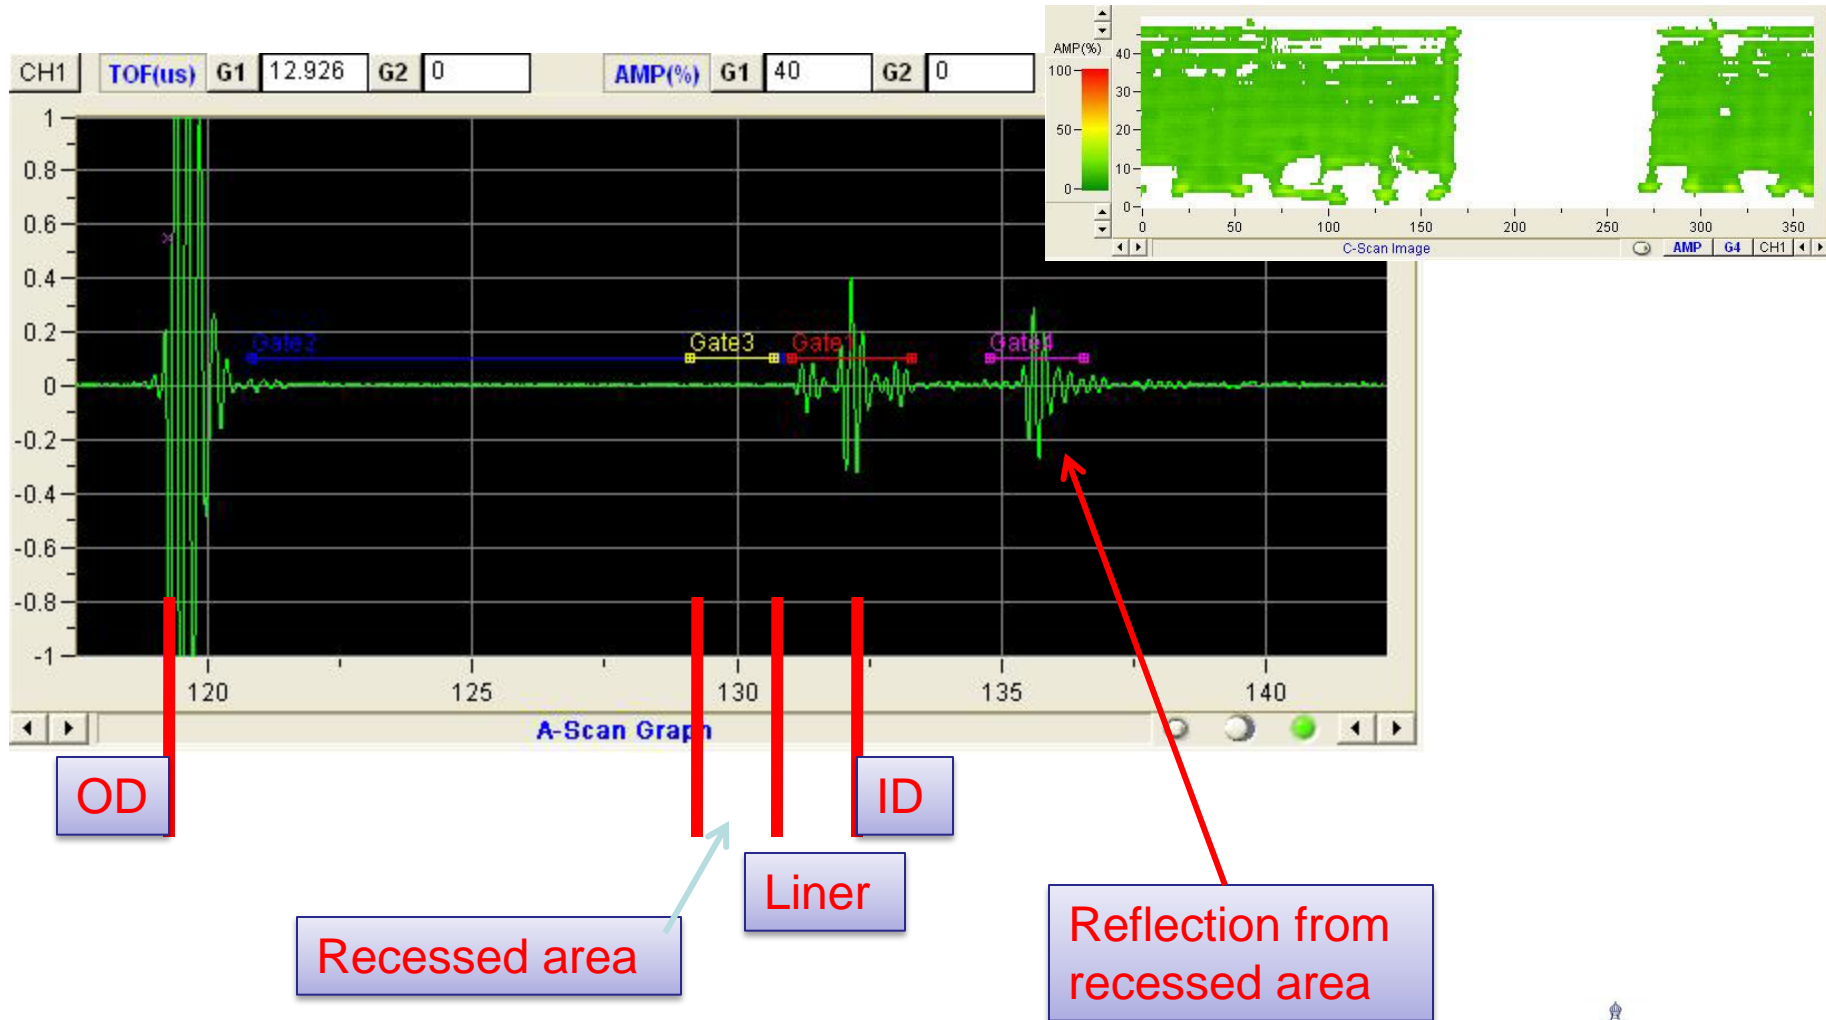 CH1 TOF(us) G1 12.926 G2 0 AMP(%) G1 40 G2 0
1
0.8
0.6
0.4
0.2
0
-0.2
-0.4
-0.6
-0.8
-1
Gate2 Gate3 Gate1 Gate4
120 125 130 135 140
A-Scan Graph
AMP(%)
100
50
0
40
30
20
10
0
0 50 100 150 200 250 300 350
C-Scan Image AMP G4 CH1
OD
ID
Liner
Recessed area
Reflection from
recessed area